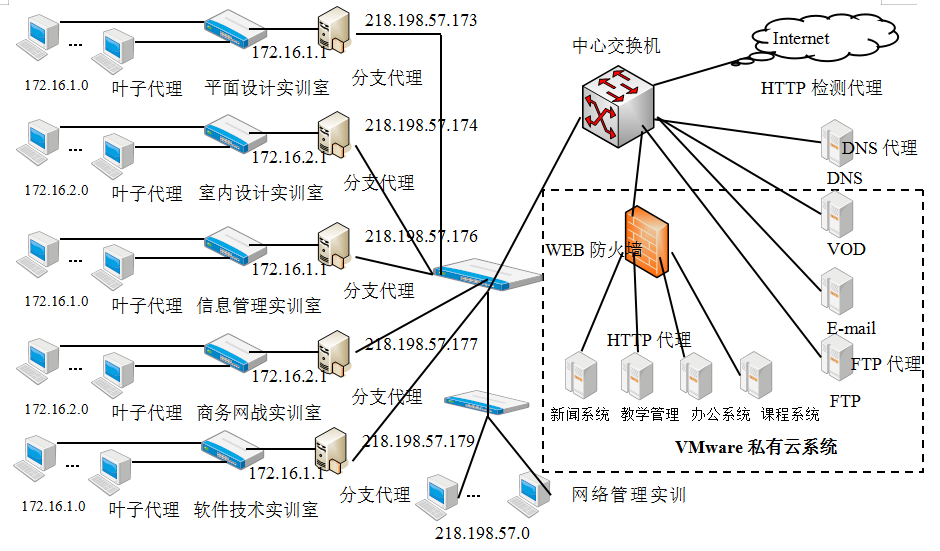 218.198.57.173
中心交换机
Internet
...
172.16.1.1
172.16.1.0
叶子代理
平面设计实训室
分支代理
HTTP 检测代理
218.198.57.174
DNS 代理
...
172.16.2.1
172.16.2.0
叶子代理
室内设计实训室
分支代理
DNS
218.198.57.176
WEB 防火墙
VOD
...
172.16.1.1
172.16.1.0
叶子代理
信息管理实训室
分支代理
E-mail
218.198.57.177
HTTP 代理
FTP 代理
...
172.16.2.1
172.16.2.0
叶子代理
商务网战实训室
分支代理
FTP
新闻系统
教学管理
办公系统
课程系统
218.198.57.179
VMware 私有云系统
...
172.16.1.1
172.16.1.0
叶子代理
软件技术实训室
分支代理
...
网络管理实训
218.198.57.0